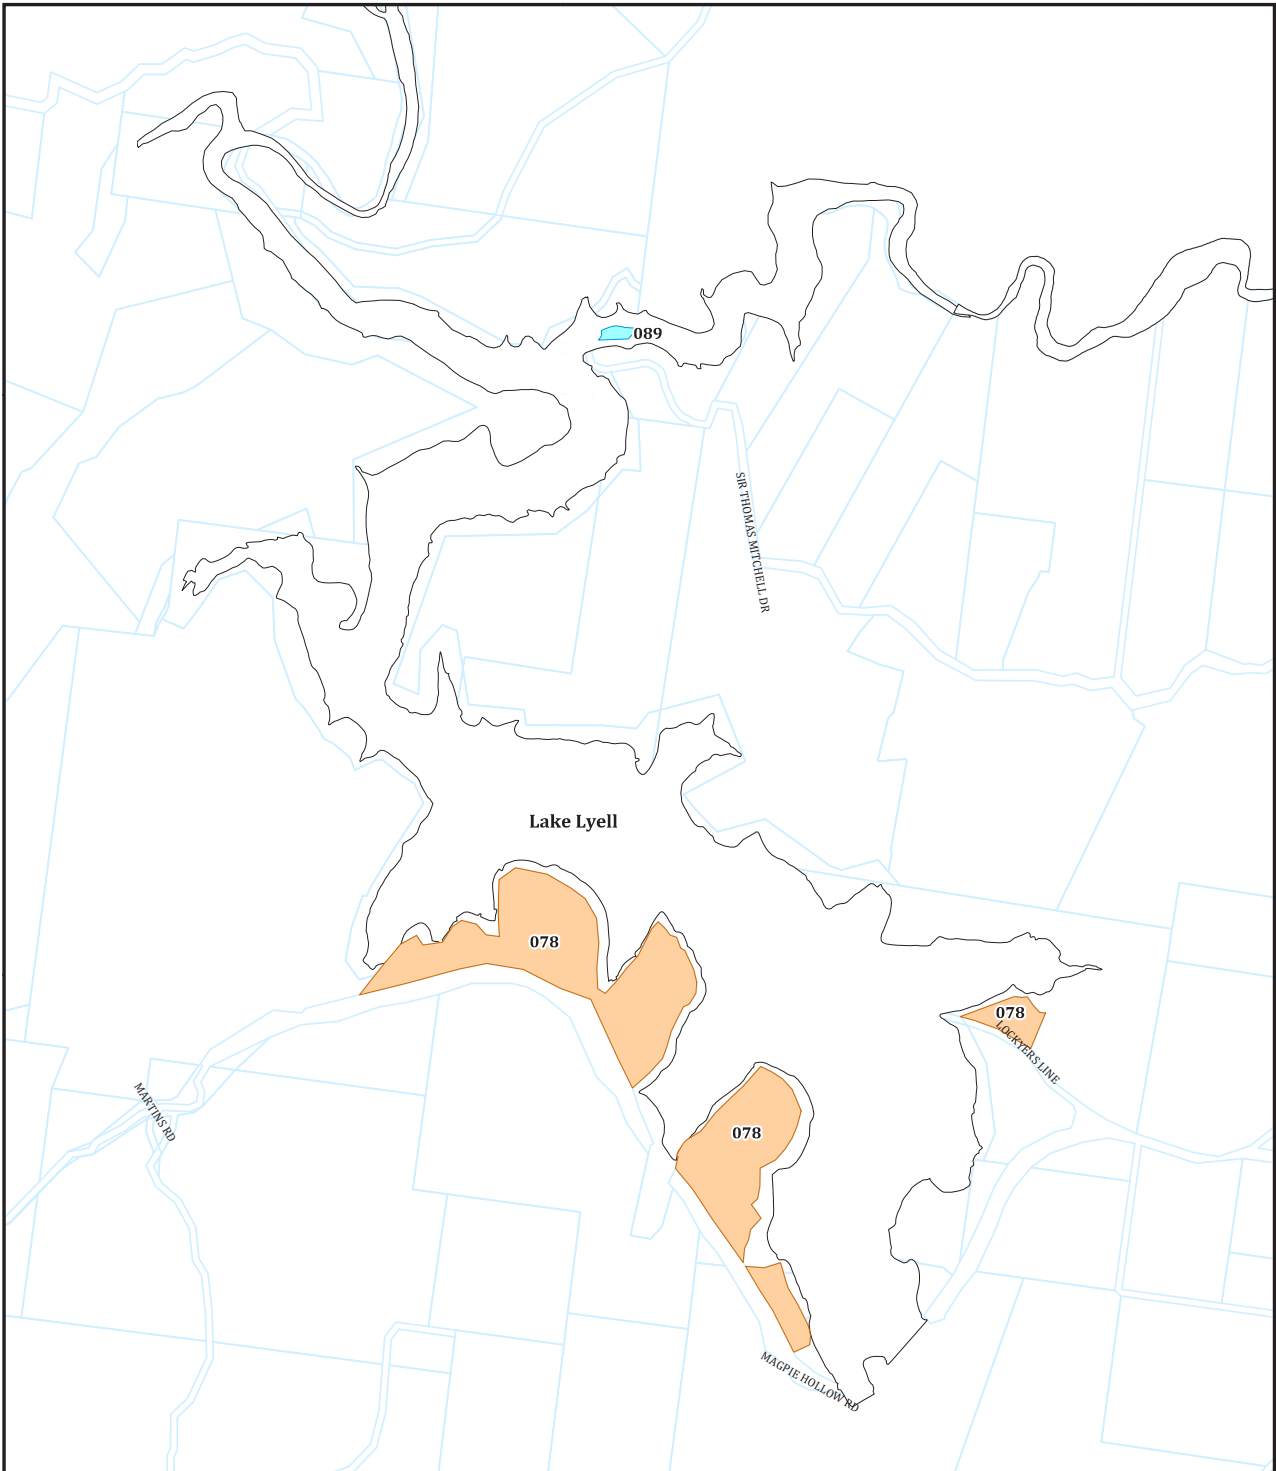 089
SIR THOMAS MITCHELL DR
Lake Lyell
078
078
LOCKYERS LINE
MARTINS RD
078
MAGPIE HOLLOW RD